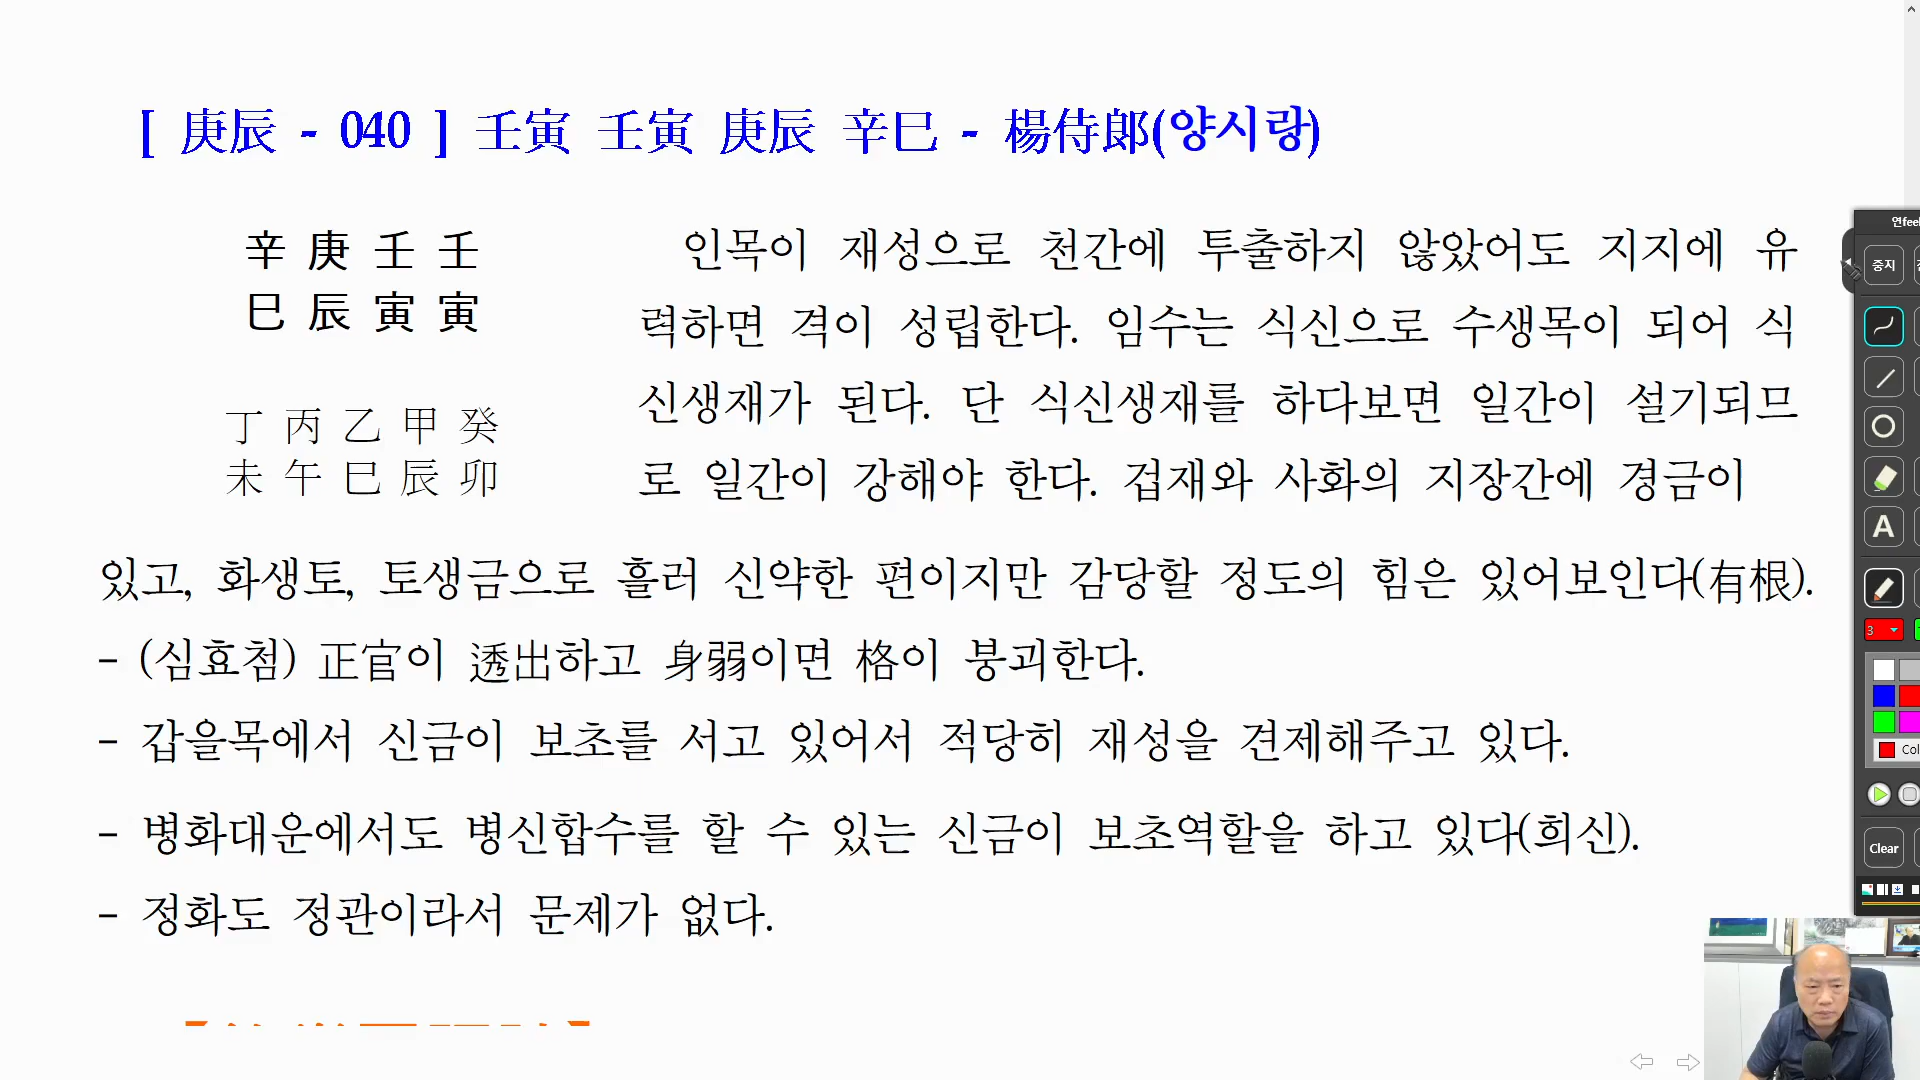 [ 庚辰 - 040 ] 壬寅 壬寅 庚辰 辛巳 - 楊侍郞(양시랑)
辛 庚 壬 壬
巳 辰 寅 寅
丁 丙 乙 甲 癸
未 午 巳 辰 卯
인목이 재성으로 천간에 투출하지 않았어도 지지에 유
력하면 격이 성립한다. 임수는 식신으로 수생목이 되어 식
신생재가 된다. 단 식신생재를 하다보면 일간이 설기되므
로 일간이 강해야 한다. 겁재와 사화의 지장간에 경금이
있고, 화생토, 토생금으로 흘러 신약한 편이지만 감당할 정도의 힘은 있어보인다(有根).
- (심효첨) 正官이 透出하고 身弱이면 格이 붕괴한다.
- 갑을목에서 신금이 보초를 서고 있어서 적당히 재성을 견제해주고 있다.
- 병화대운에서도 병신합수를 할 수 있는 신금이 보초역할을 하고 있다(희신).
- 정화도 정관이라서 문제가 없다.
연feel
중지
A
3
Col
Clear